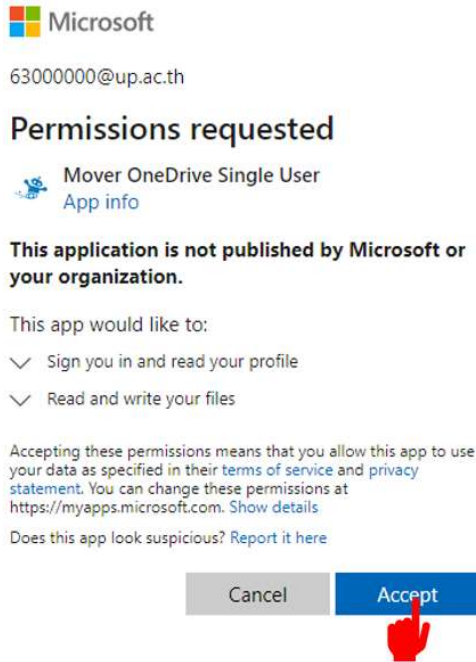 Microsoft
63000000@up.ac.th
Permissions requested
Mover OneDrive Single User
App info
This application is not published by Microsoft or
your organization.
This app would like to:
Sign you in and read your profile
Read and write your files
Accepting these permissions means that you allow this app to use
your data as specified in their terms of service and privacy
statement. You can change these permissions at
https://myapps.microsoft.com. Show details
Does this app look suspicious? Report it here
Cancel Accept